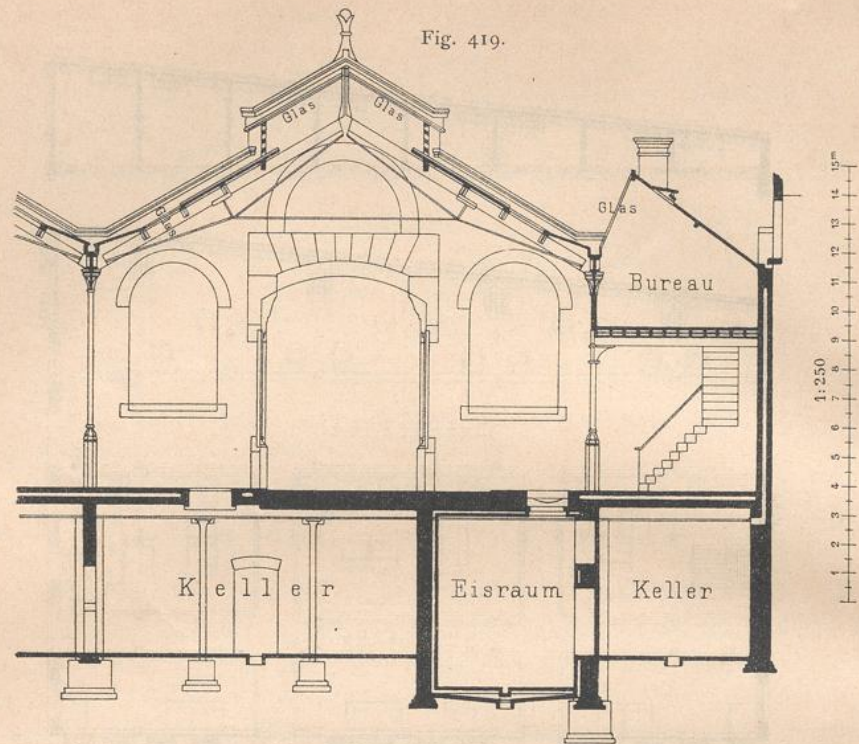 Fig. 419.
Glas
Glas
Glas
Glas
Bureau
Keller
Eisraum
Keller
1:250
15m
14
13
12
11
10
9
8
7
6
5
4
3
2
1